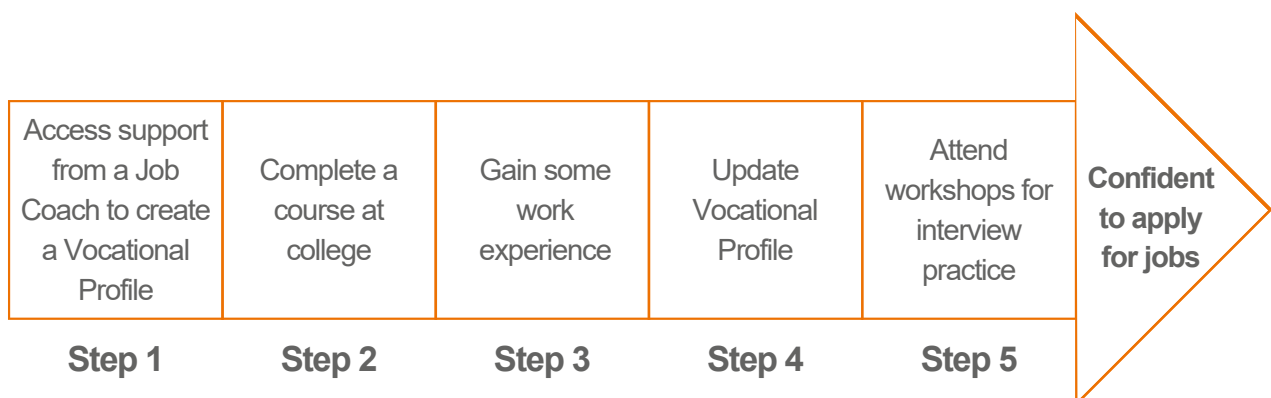 Access support
from a Job
Coach to create
a Vocational
Profile
Complete a
course at
college
Gain some
work
experience
Update
Vocational
Profile
Attend
workshops for
interview
practice
Confident
to apply
for jobs
Step 1
Step 2
Step 3
Step 4
Step 5